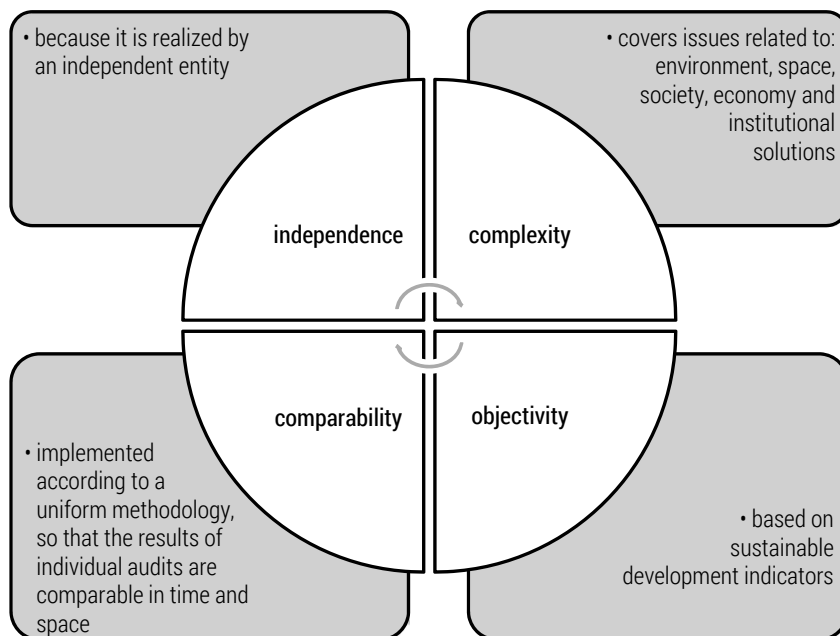 • because it is realized by
an independent entity
• covers issues related to:
environment, space,
society, economy and
institutional
solutions
independence
complexity
comparability
objectivity
• implemented
according to a
uniform methodology,
so that the results of
individual audits are
comparable in time and
space
• based on
sustainable
development indicators